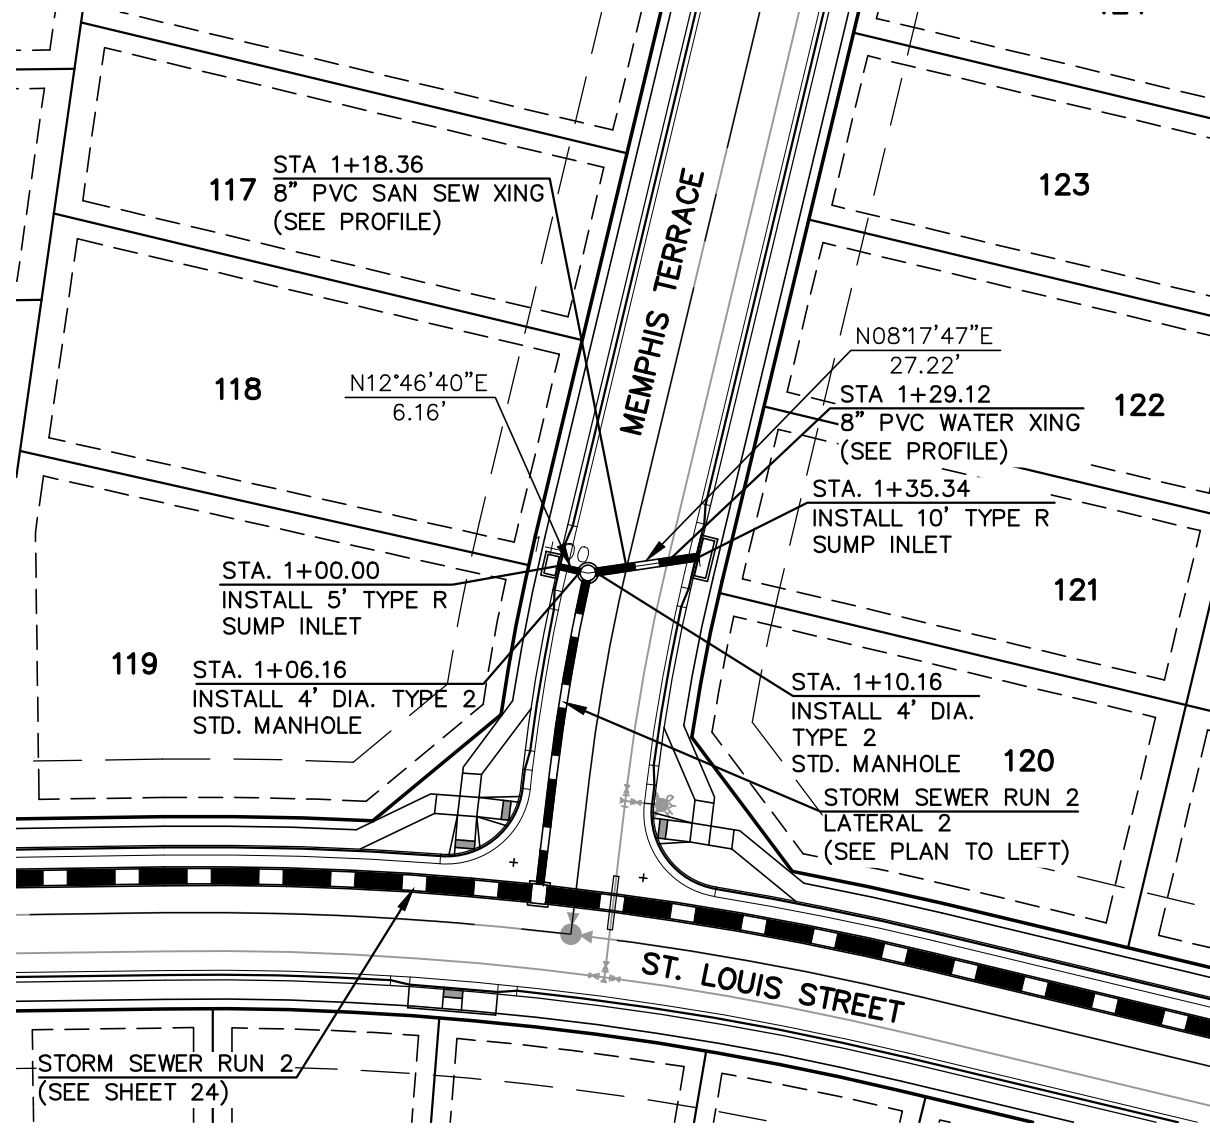 STA 1+18.36
8" PVC SAN SEW XING
(SEE PROFILE)
117
123
MEMPHIS TERRACE
N08°17'47"E
27.22'
118
N12°46'40"E
6.16'
STA 1+29.12
8" PVC WATER XING
(SEE PROFILE)
122
STA. 1+35.34
INSTALL 10' TYPE R
SUMP INLET
STA. 1+00.00
INSTALL 5' TYPE R
SUMP INLET
121
119
STA. 1+06.16
INSTALL 4' DIA. TYPE 2
STD. MANHOLE
STA. 1+10.16
INSTALL 4' DIA.
TYPE 2
STD. MANHOLE
120
STORM SEWER RUN 2
LATERAL 2
(SEE PLAN TO LEFT)
ST. LOUIS STREET
STORM SEWER RUN 2
(SEE SHEET 24)